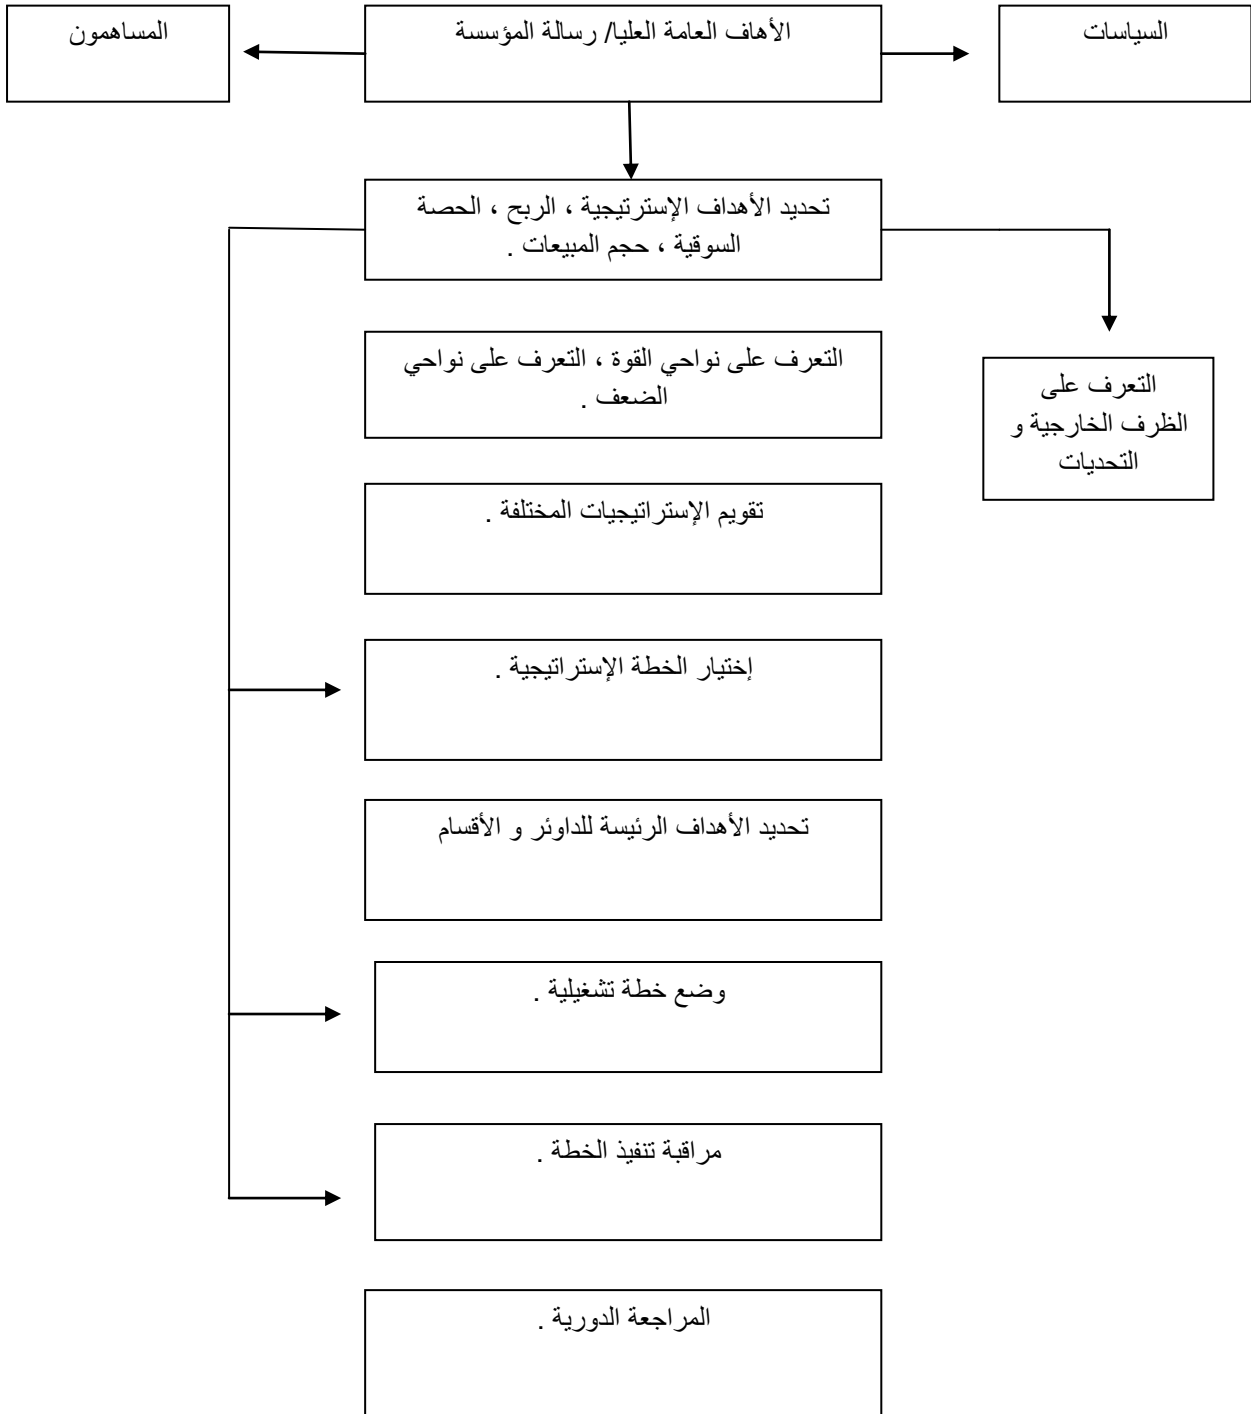 السياسات
الأهاف العامة العليا/ رسالة المؤسسة
المساهمون
تحديد الأهداف الإسترتيجية ، الربح ، الحصة
السوقية ، حجم المبيعات .
التعرف على نواحي القوة ، التعرف على نواحي
الضعف .
التعرف على
الظرف الخارجية و
التحديات
تقويم الإستراتيجيات المختلفة .
إختيار الخطة الإستراتيجية .
تحديد الأهداف الرئيسة للداوئر و الأقسام
وضع خطة تشغيلية .
مراقبة تنفيذ الخطة .
المراجعة الدورية .